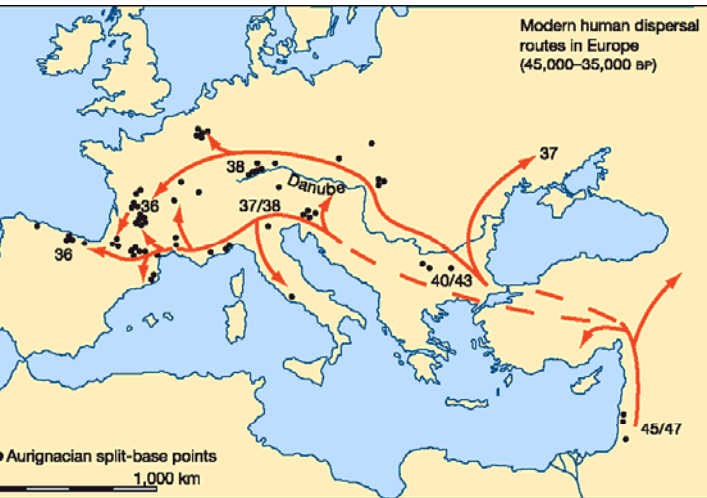 Modern human dispersal
routes in Europe
(45,000–35,000 BP)
37
38
Danube
36
37/38
36
40/43
45/47
Aurignacian split-base points
1,000 km